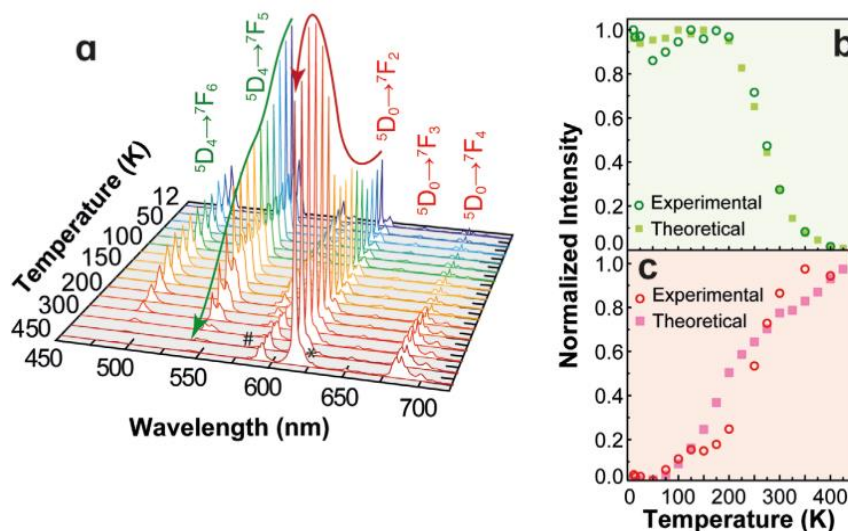 a
⁵D₄→⁷F₆
⁵D₄→⁷F₅
⁵D₀→⁷F₂
⁵D₀→⁷F₃
⁵D₀→⁷F₄
Temperature (K)
12
50
100
150
200
300
450
450
500
550
600
650
700
#
*
Wavelength (nm)
b
Normalized Intensity
1.0
0.8
0.6
0.4
0.2
0.0
Experimental
Theoretical
c
1.0
0.8
0.6
0.4
0.2
0.0
Experimental
Theoretical
0 100 200 300 400
Temperature (K)